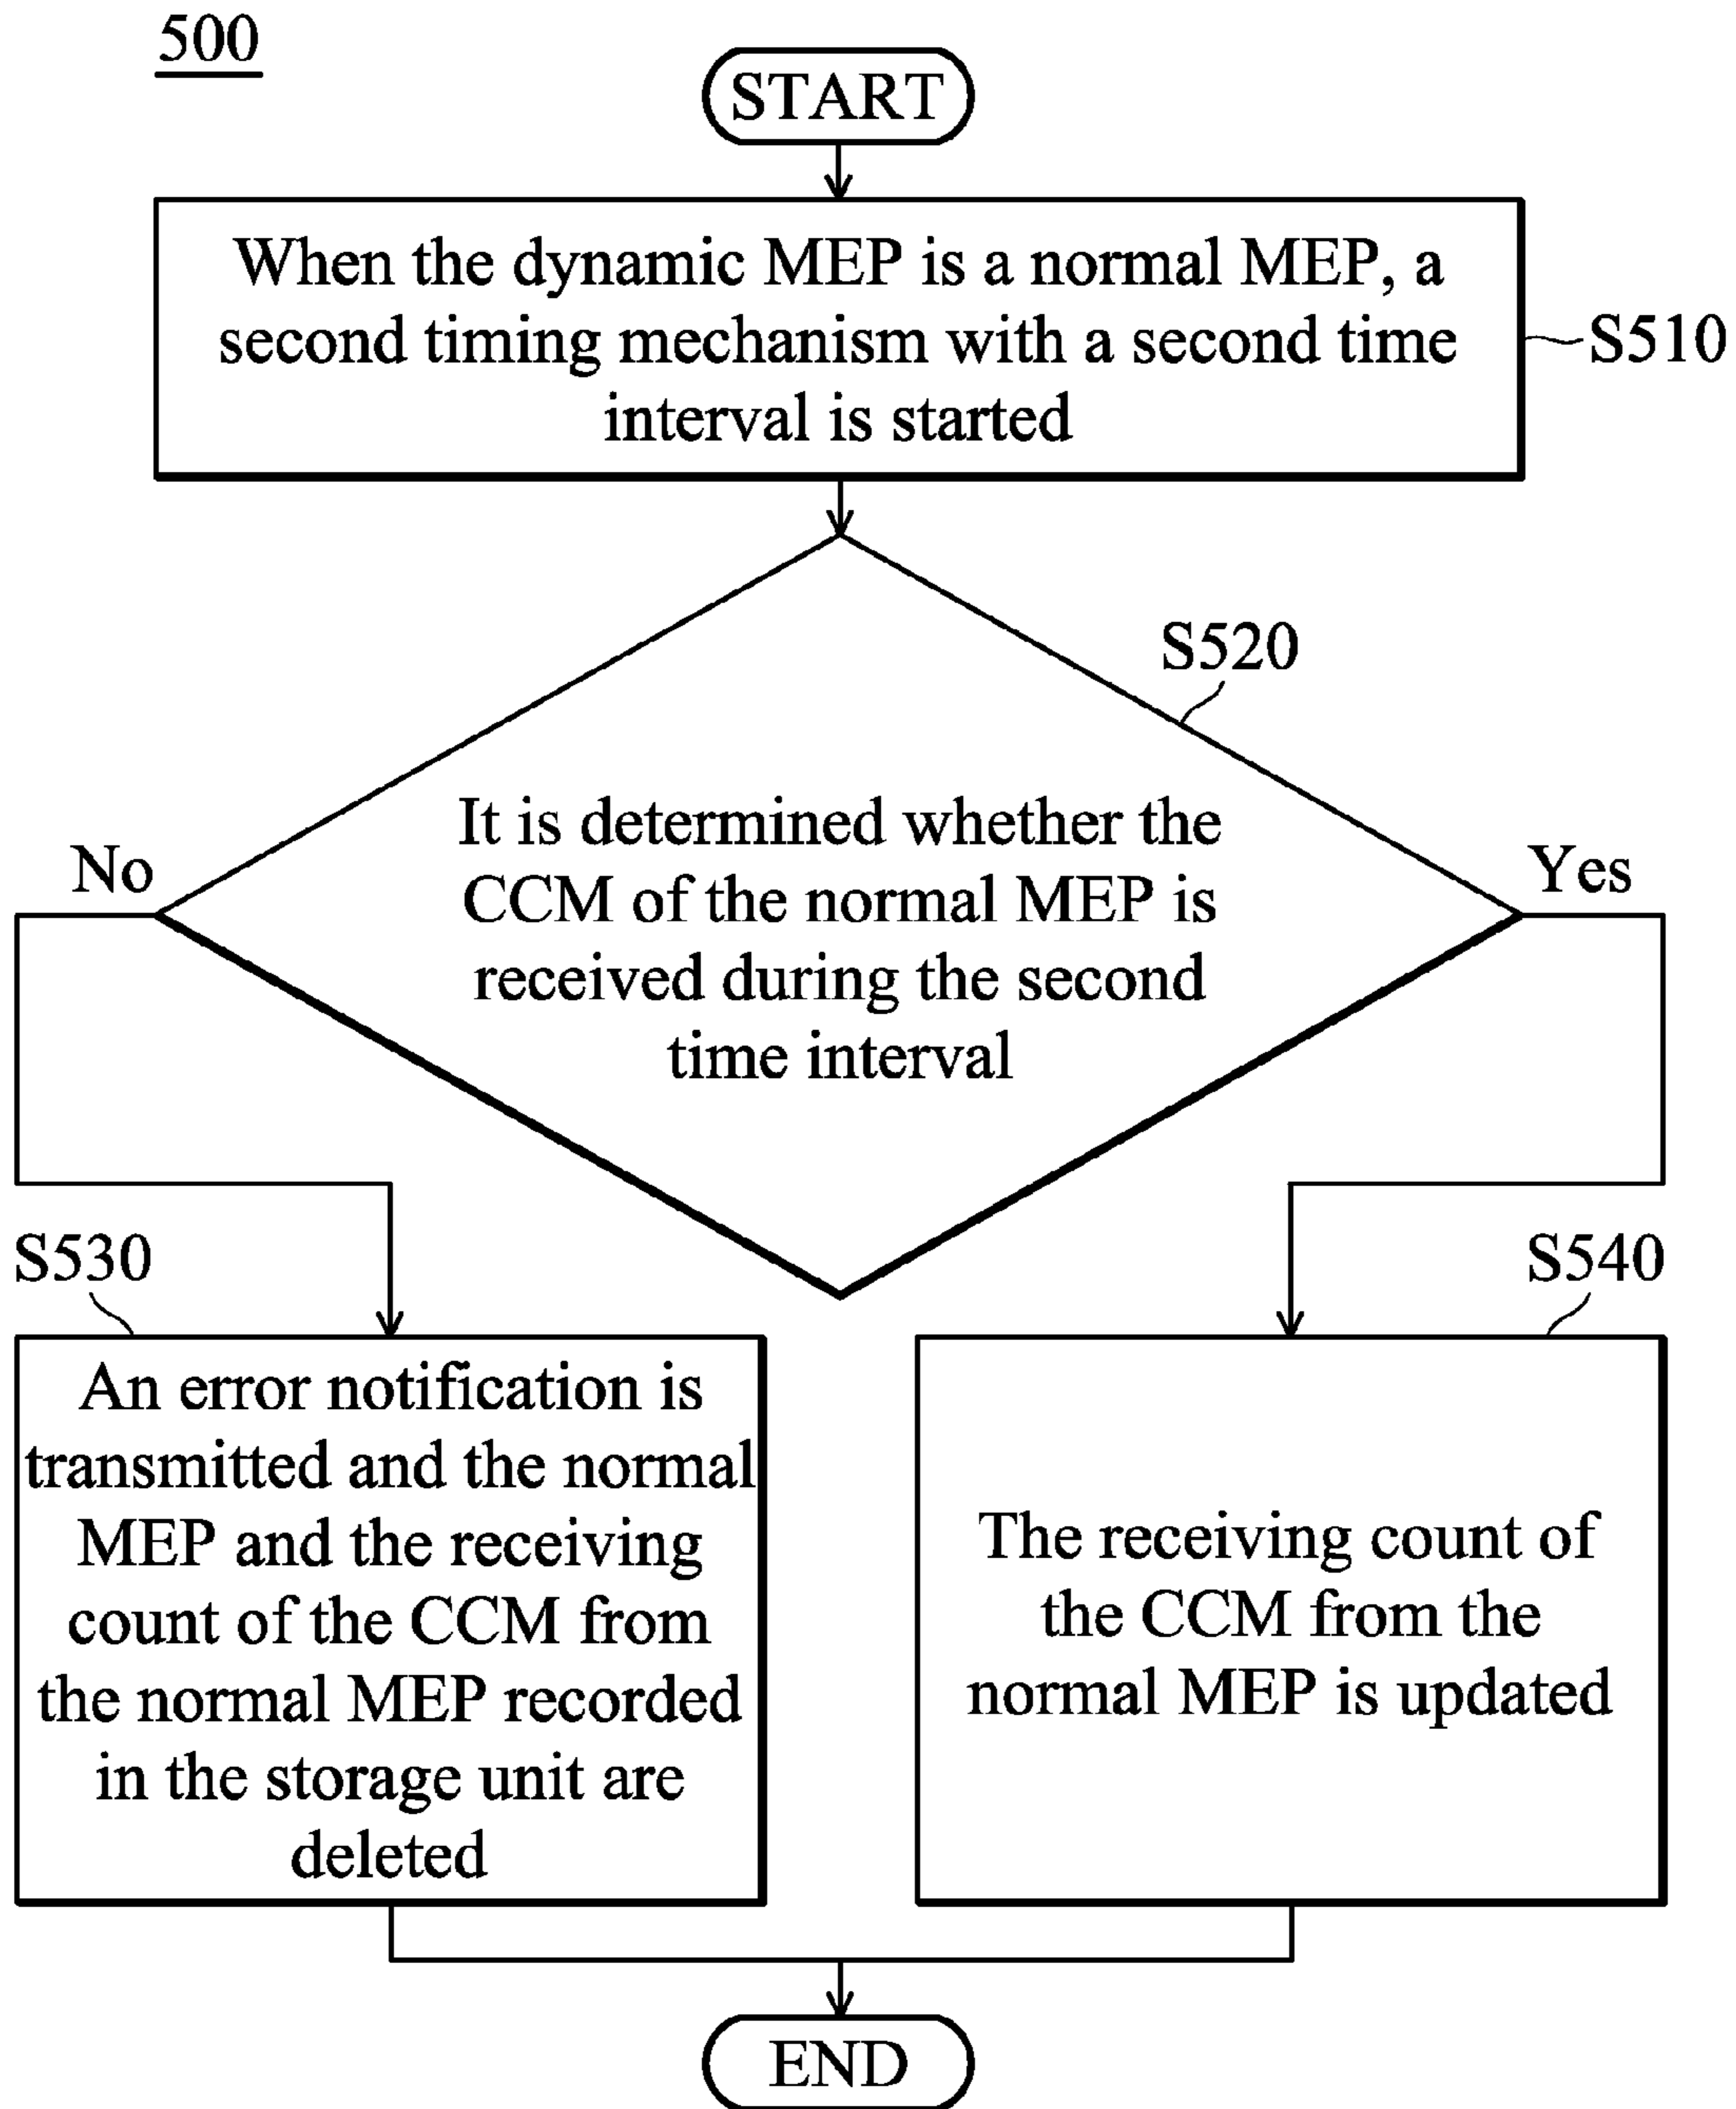 500
START
When the dynamic MEP is a normal MEP, a
second timing mechanism with a second time
interval is started
S510
S520
It is determined whether the
CCM of the normal MEP is
received during the second
time interval
No
Yes
S530
An error notification is
transmitted and the normal
MEP and the receiving
count of the CCM from
the normal MEP recorded
in the storage unit are
deleted
S540
The receiving count of
the CCM from the
normal MEP is updated
END